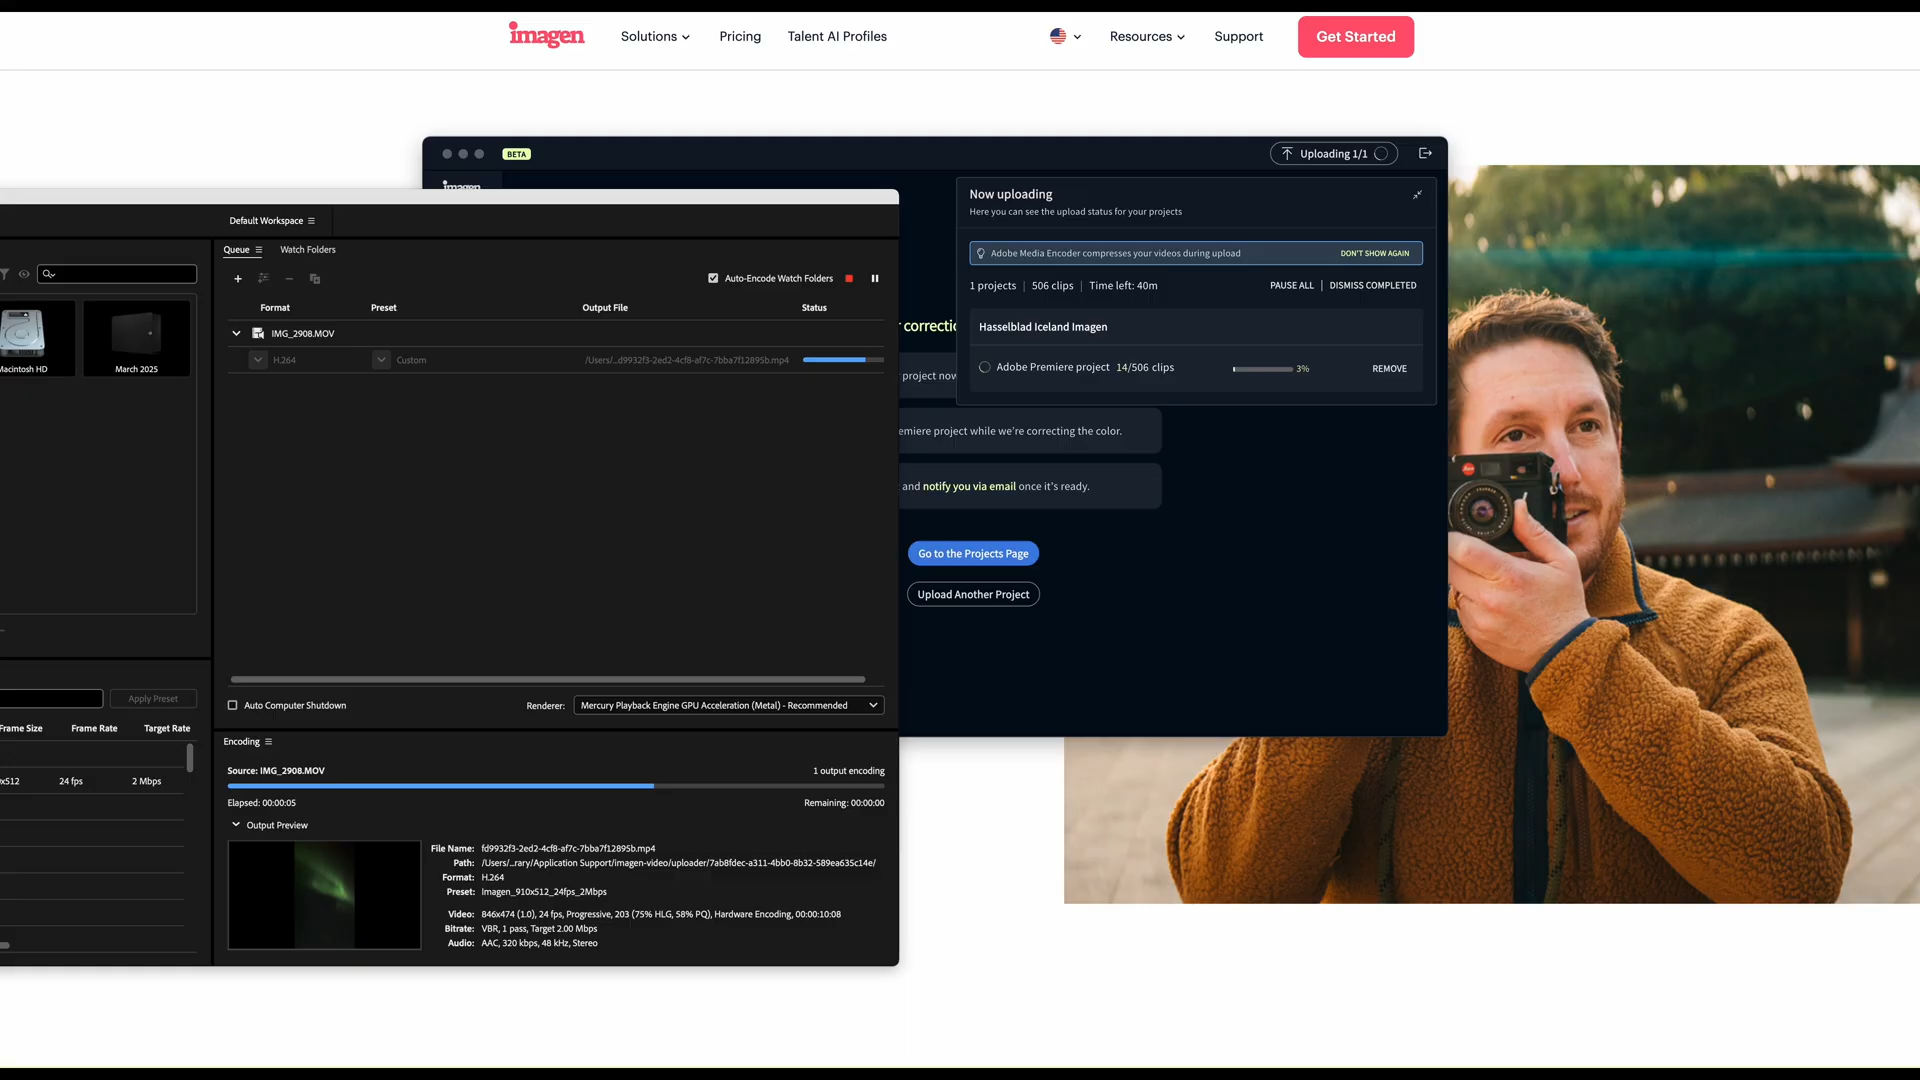 imagen
Solutions
Pricing
Talent AI Profiles
Resources
Support
Get Started
BETA
Uploading 1/1
imagen
Now uploading
Here you can see the upload status for your projects
Adobe Media Encoder compresses your videos during upload
DON'T SHOW AGAIN
1 projects | 506 clips | Time left: 40m
PAUSE ALL | DISMISS COMPLETED
Hasselblad Iceland Imagen
Adobe Premiere project 14/506 clips
3%
REMOVE
r correctio
project now
emiere project while we're correcting the color.
and notify you via email once it's ready.
Go to the Projects Page
Upload Another Project
Default Workspace
Queue
Watch Folders
Auto-Encode Watch Folders
Format
Preset
Output File
Status
IMG_2908.MOV
H.264
Custom
/Users/...d9932f3-2ed2-4cf8-af7c-7bba7f12895b.mp4
Macintosh HD
March 2025
Auto Computer Shutdown
Renderer:
Mercury Playback Engine GPU Acceleration (Metal) - Recommended
Apply Preset
Frame Size
Frame Rate
Target Rate
x512
24 fps
2 Mbps
Encoding
Source: IMG_2908.MOV
1 output encoding
Elapsed: 00:00:05
Remaining: 00:00:00
Output Preview
File Name: fd9932f3-2ed2-4cf8-af7c-7bba7f12895b.mp4
Path: /Users/...rary/Application Support/imagen-video/uploader/7ab8fdec-a311-4bb0-8b32-589ea635c14e/
Format: H.264
Preset: Imagen_910x512_24fps_2Mbps
Video: 846x474 (1.0), 24 fps, Progressive, 203 (75% HLG, 58% PQ), Hardware Encoding, 00:00:10:08
Bitrate: VBR, 1 pass, Target 2.00 Mbps
Audio: AAC, 320 kbps, 48 kHz, Stereo